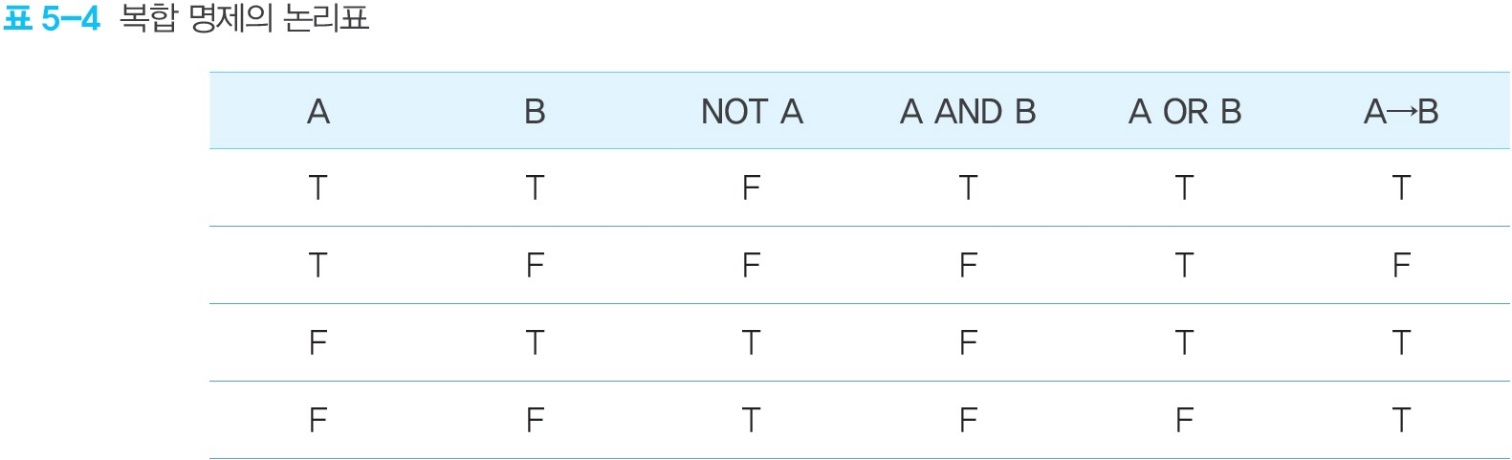 표 5-4 복합 명제의 논리표
A B NOT A A AND B A OR B A→B
T T F T T T
T F F F T F
F T T F T T
F F T F F T